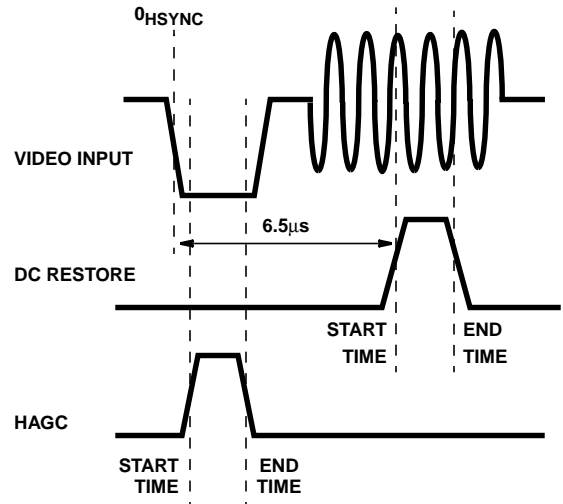 0HSYNC
VIDEO INPUT
6.5μs
DC RESTORE
START
TIME
END
TIME
HAGC
START
TIME
END
TIME